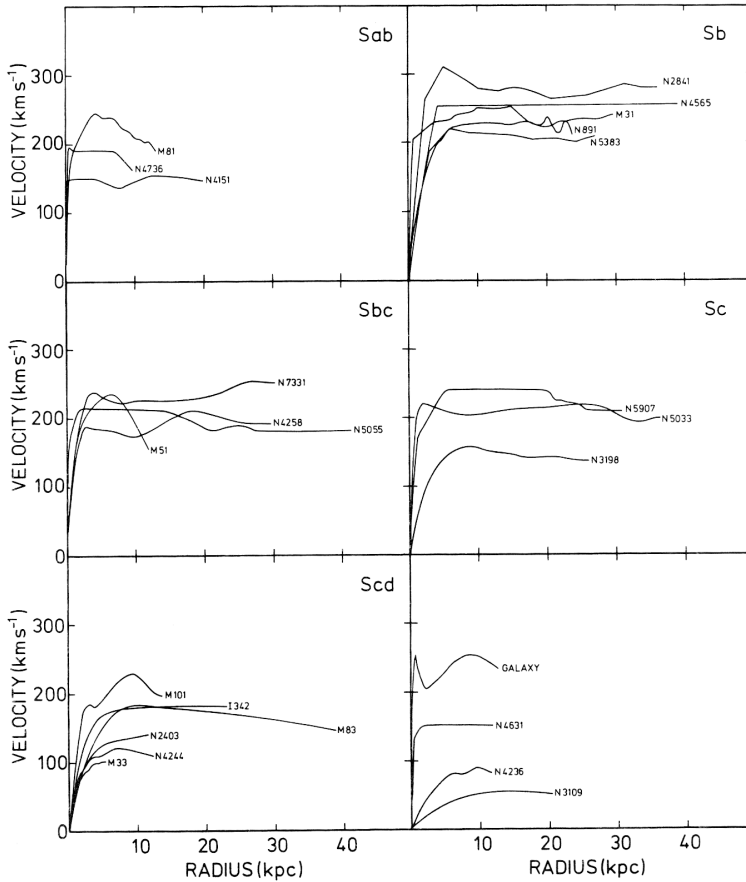 Sab
Sb
VELOCITY (km s⁻¹)
300
200
100
0
M81
N4736
N4151
N2841
N4565
M31
N891
N5383
Sbc
Sc
VELOCITY (km s⁻¹)
300
200
100
0
N7331
N4258
N5055
M51
N5907
N5033
N3198
Scd
VELOCITY (km s⁻¹)
300
200
100
0
M101
I342
M83
N2403
N4244
M33
GALAXY
N4631
N4236
N3109
0 10 20 30 40
10 20 30 40
RADIUS (kpc)
RADIUS (kpc)